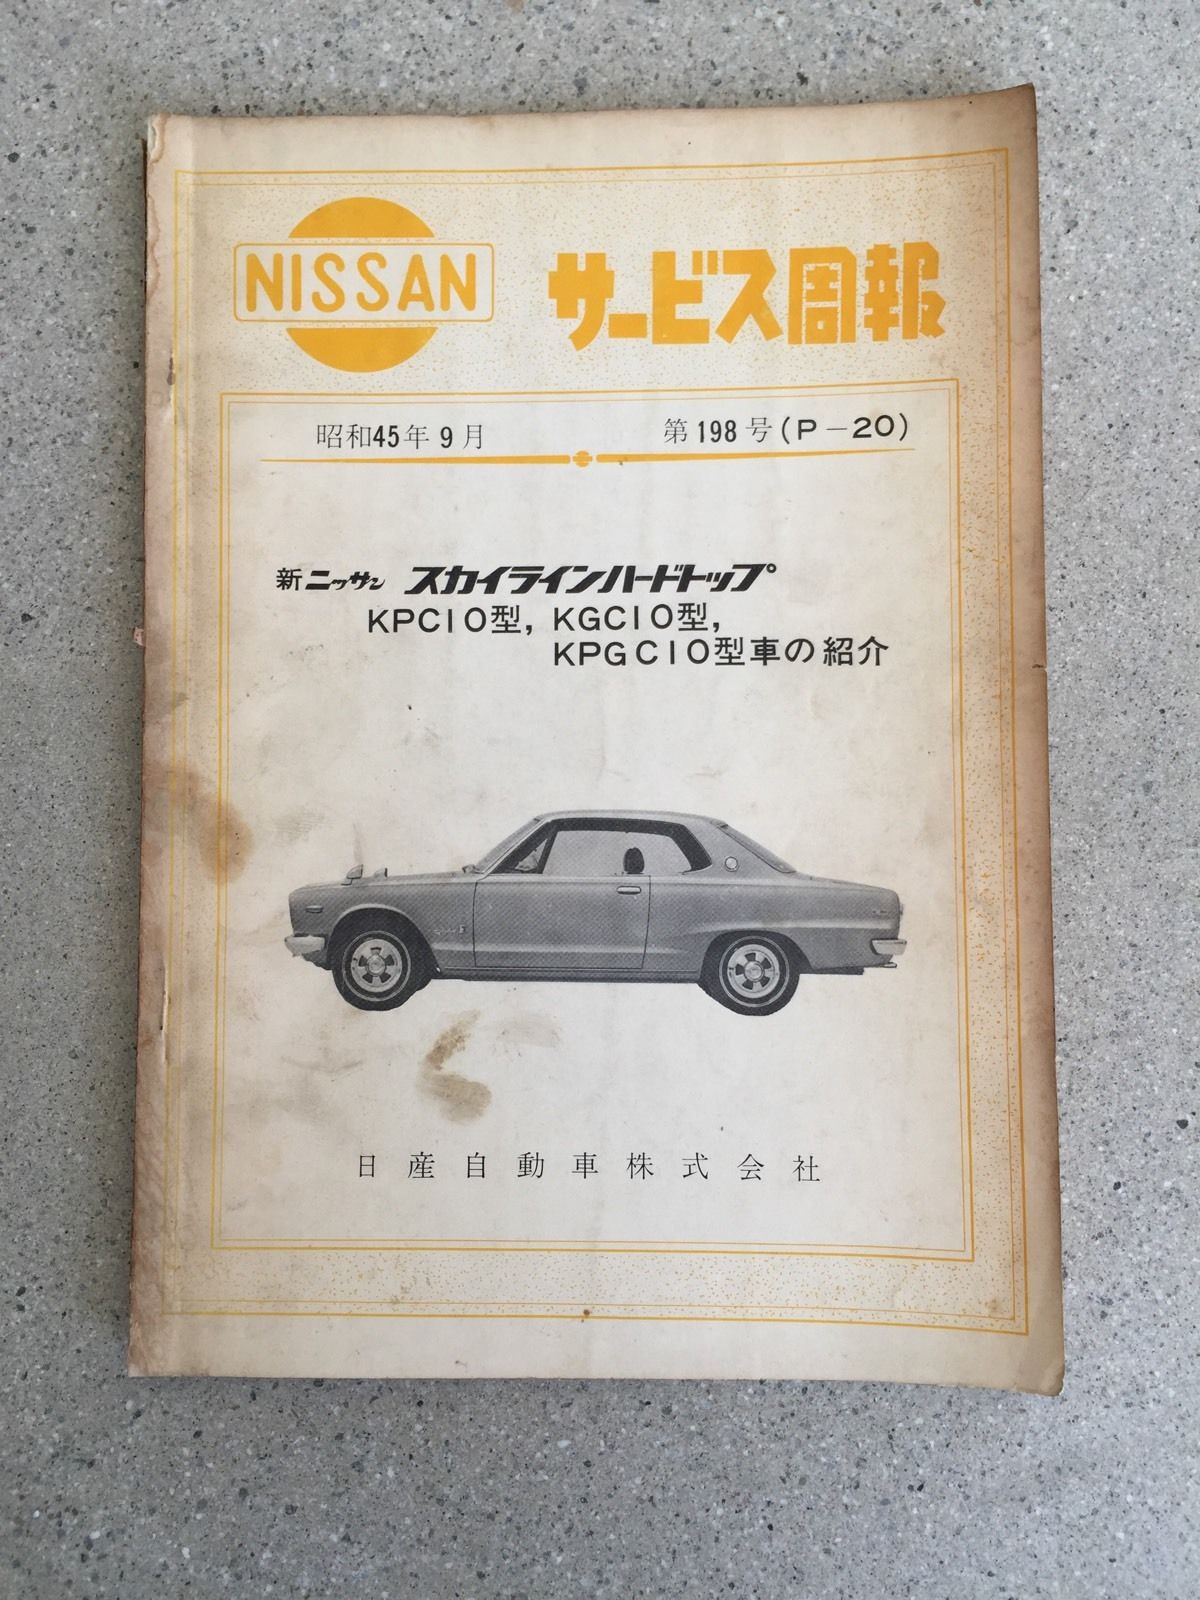 NISSAN
サービス周報
昭和45年9月
第198号(P-20)
新ニッサン スカイラインハードトップ
KPC10型, KGC10型,
KPGC10型車の紹介
日産自動車株式会社